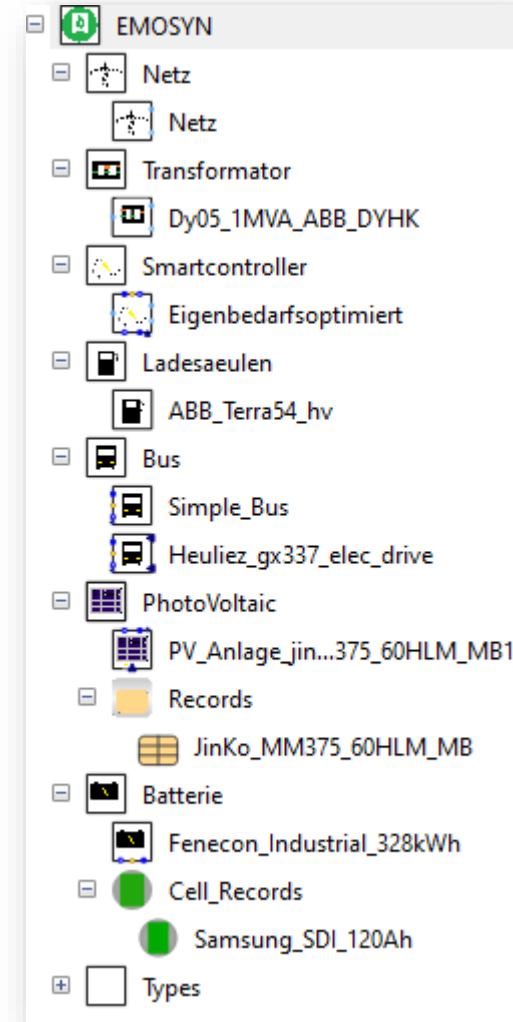 EMOSYN
Netz
Netz
Transformator
Dy05_1MVA_ABB_DYHK
Smartcontroller
Eigenbedarfsoptimiert
Ladesaeulen
ABB_Terra54_hv
Bus
Simple_Bus
Heuliez_gx337_elec_drive
PhotoVoltaic
PV_Anlage_jin...375_60HLM_MB1
Records
JinKo_MM375_60HLM_MB
Batterie
Fenecon_Industrial_328kWh
Cell_Records
Samsung_SDI_120Ah
Types